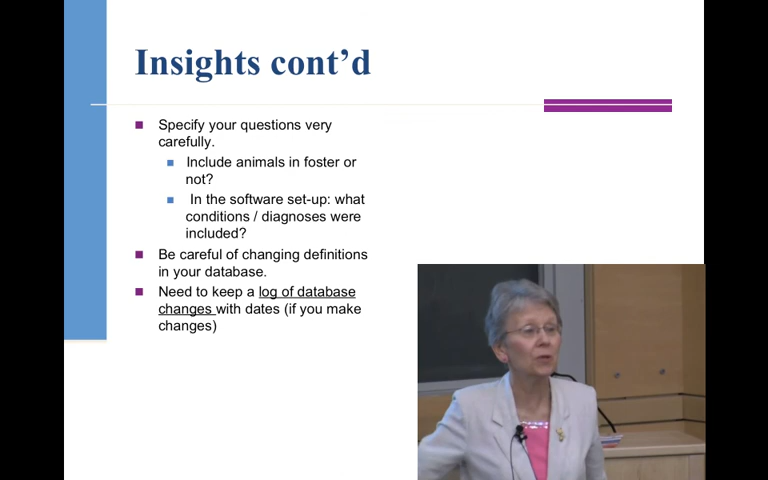 Insights cont’d
Specify your questions very
carefully.
Include animals in foster or
not?
In the software set-up: what
conditions / diagnoses were
included?
Be careful of changing definitions
in your database.
Need to keep a log of database
changes with dates (if you make
changes)